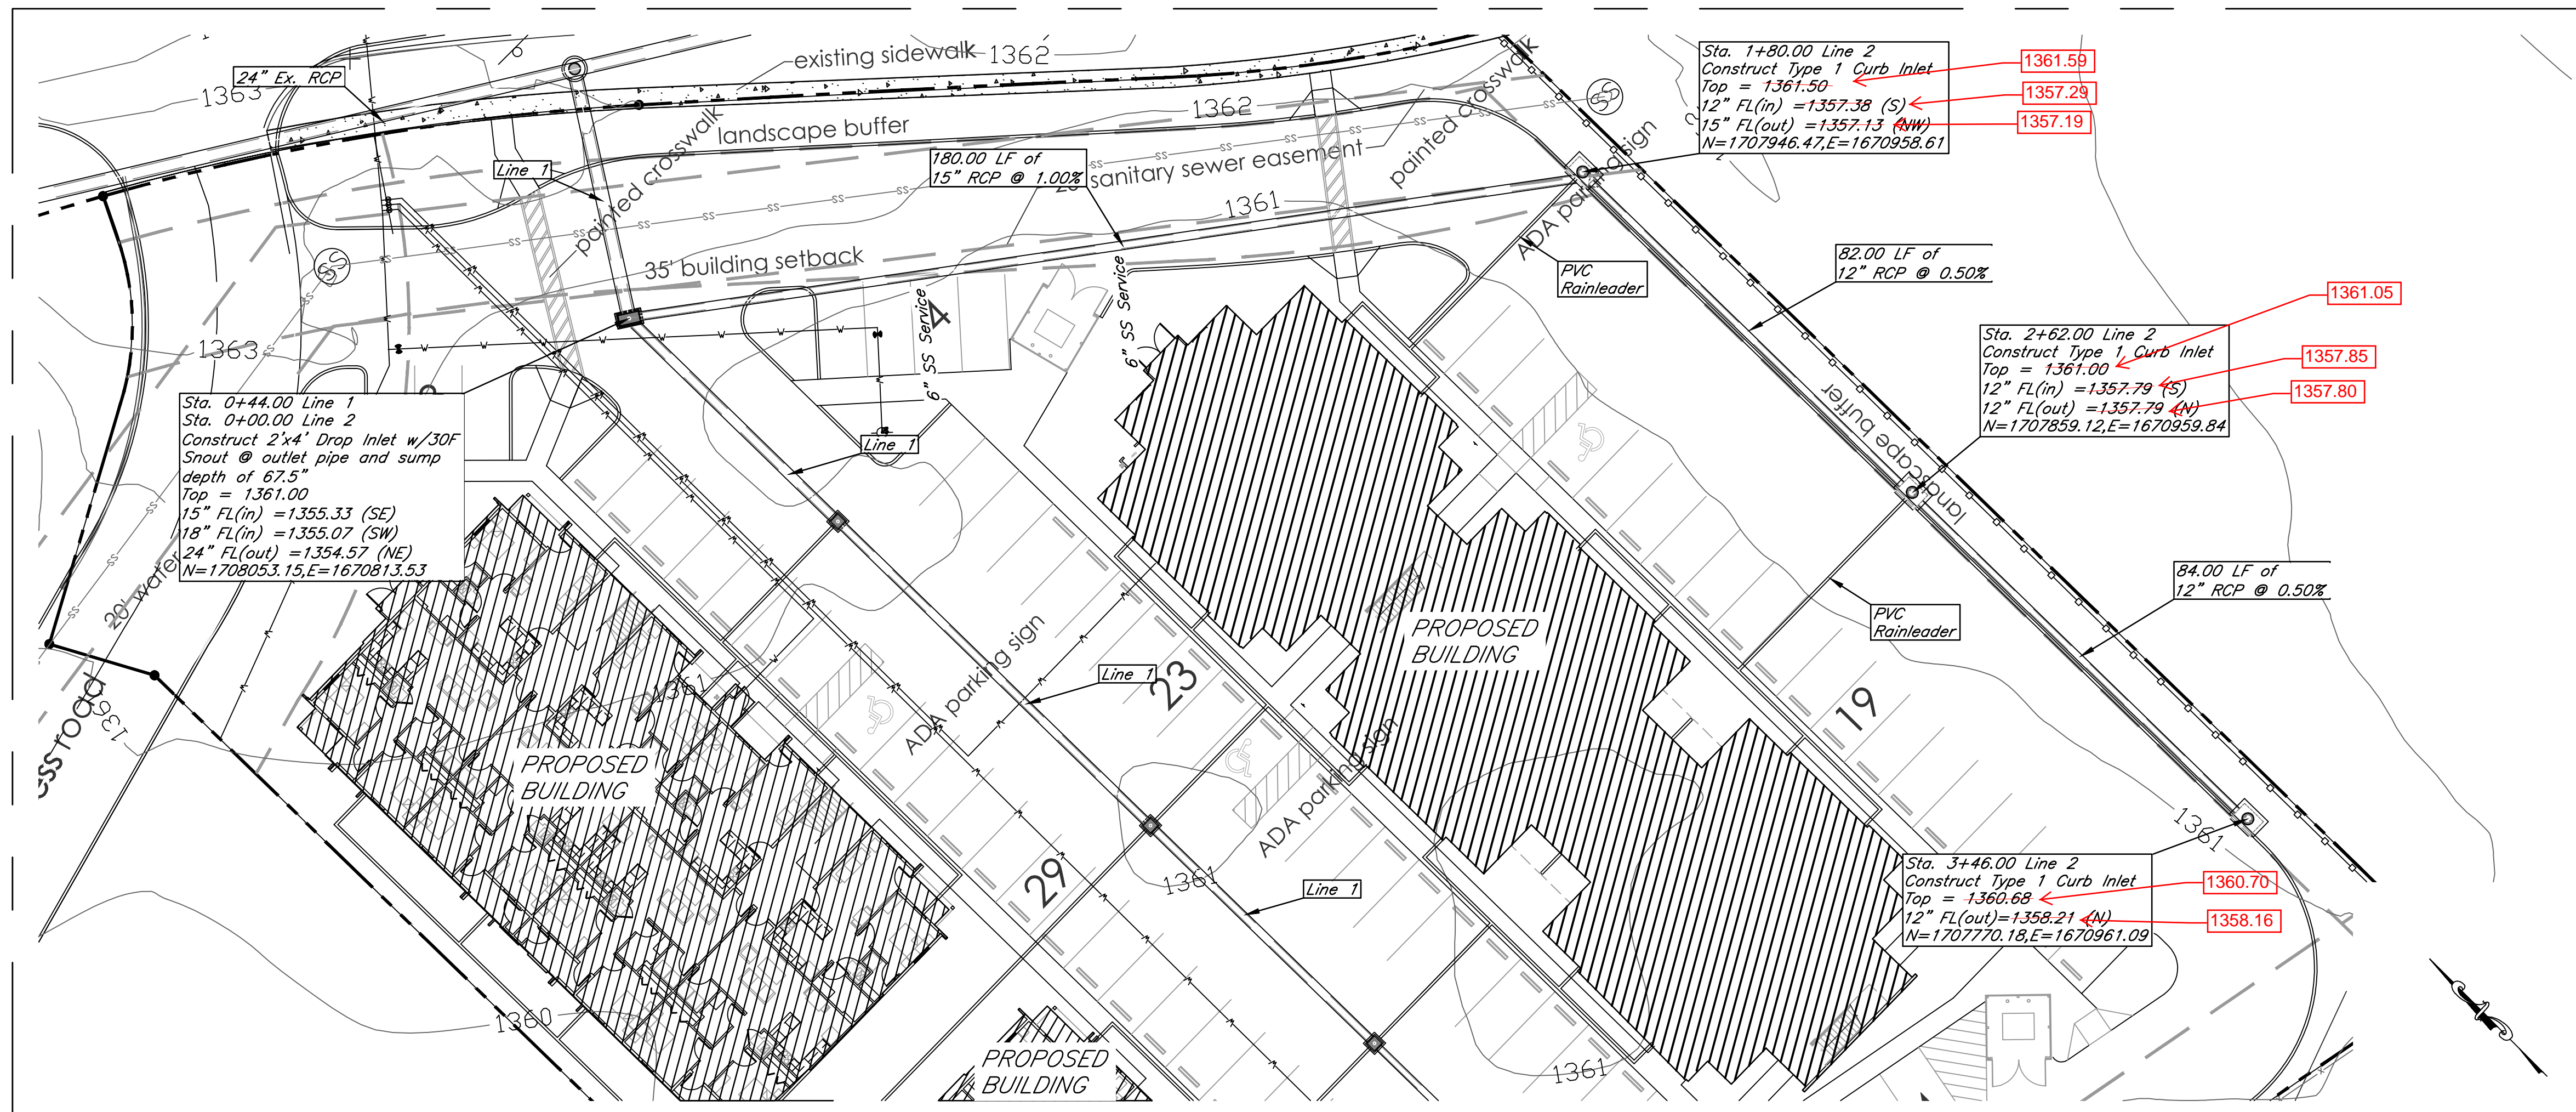 existing sidewalk
1362
24" Ex. RCP
1363
landscape buffer
1362
painted crosswalk
painted crosswalk
SS
Sta. 1+80.00 Line 2
Construct Type 1 Curb Inlet
Top = 1361.50
12" FL(in) =1357.38 (S)
15" FL(out) =1357.13 (NW)
N=1707946.47,E=1670958.61
1361.59
1357.29
1357.19
Line 1
180.00 LF of
15" RCP @ 1.00%
sanitary sewer easement
ADA parking sign
1361
35' building setback
SS
PVC
Rainleader
82.00 LF of
12" RCP @ 0.50%
1361.05
1357.85
1357.80
Sta. 2+62.00 Line 2
Construct Type 1 Curb Inlet
Top = 1361.00
12" FL(in) =1357.79 (S)
12" FL(out) =1357.79 (N)
N=1707859.12,E=1670959.84
6" SS Service
6" SS Service
4
1363
Sta. 0+44.00 Line 1
Sta. 0+00.00 Line 2
Construct 2'x4' Drop Inlet w/30F
Snout @ outlet pipe and sump
depth of 67.5"
Top = 1361.00
15" FL(in) =1355.33 (SE)
18" FL(in) =1355.07 (SW)
24" FL(out) =1354.57 (NE)
N=1708053.15,E=1670813.53
Line 1
landscape buffer
20' water
84.00 LF of
12" RCP @ 0.50%
PVC
Rainleader
PROPOSED
BUILDING
ADA parking sign
Line 1
23
19
1361
ess road
PROPOSED
BUILDING
ADA parking sign
29
1361
Line 1
1361
Sta. 3+46.00 Line 2
Construct Type 1 Curb Inlet
Top = 1360.68
12" FL(out)=1358.21 (N)
N=1707770.18,E=1670961.09
1360.70
1358.16
1360
PROPOSED
BUILDING
1361